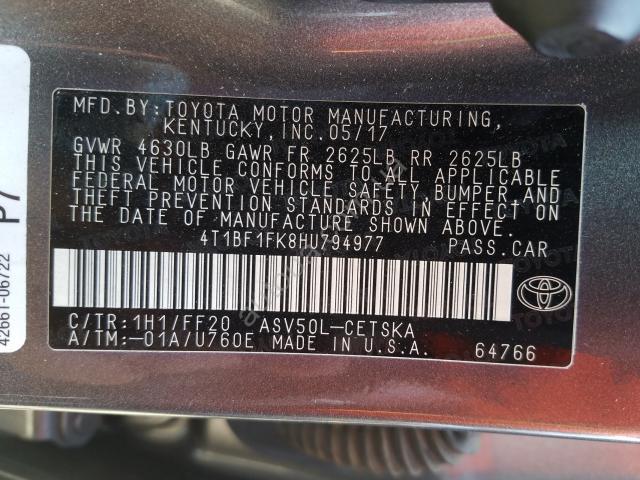 MFD. BY: TOYOTA MOTOR MANUFACTURING,
KENTUCKY, INC. 05/17
GVWR 4630LB GAWR FR 2625LB RR 2625LB
THIS VEHICLE CONFORMS TO ALL APPLICABLE
FEDERAL MOTOR VEHICLE SAFETY, BUMPER, AND
THEFT PREVENTION STANDARDS IN EFFECT ON
THE DATE OF MANUFACTURE SHOWN ABOVE.
4T1BF1FK8HU794977 PASS. CAR
C/TR: 1H1/FF20 ASV50L-CETSKA
A/TM: -01A/U760E MADE IN U.S.A. 64766
P7
42661-06722